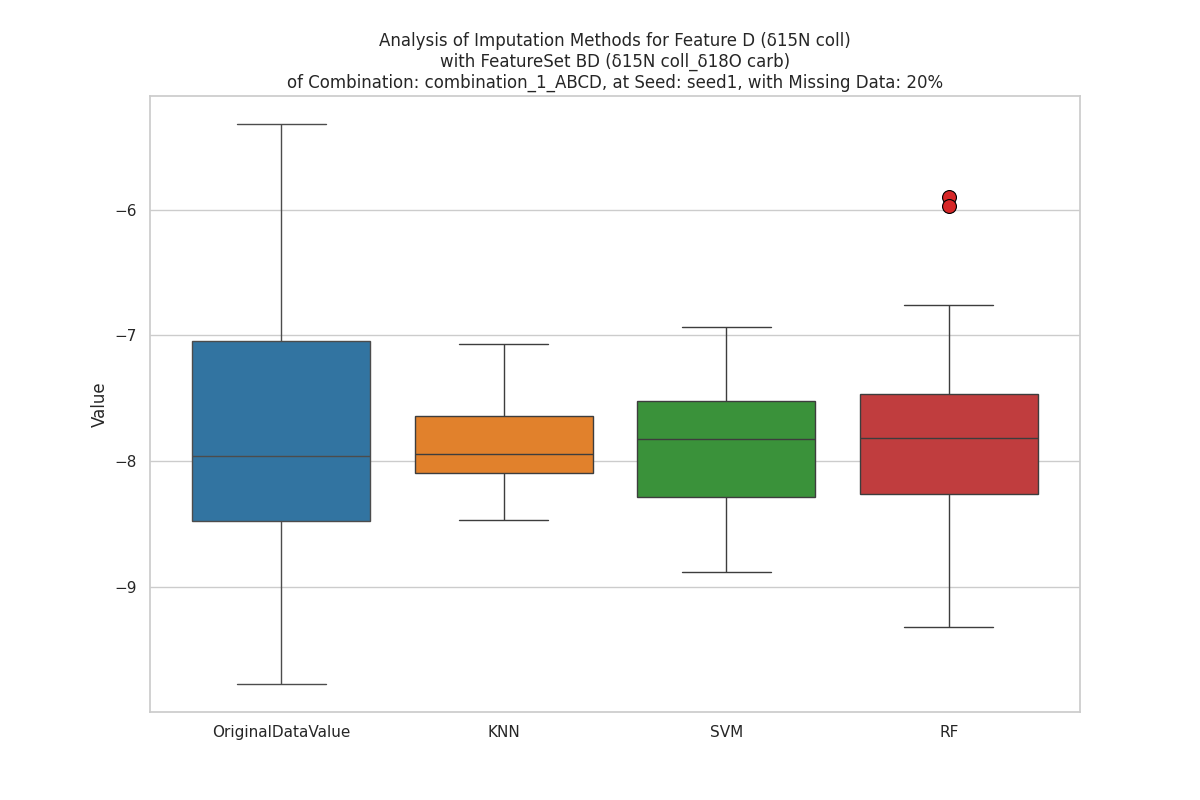 Analysis of Imputation Methods for Feature D (δ15N coll)
with FeatureSet BD (δ15N coll_δ18O carb)
of Combination: combination_1_ABCD, at Seed: seed1, with Missing Data: 20%
Value
−6
−7
−8
−9
OriginalDataValue
KNN
SVM
RF